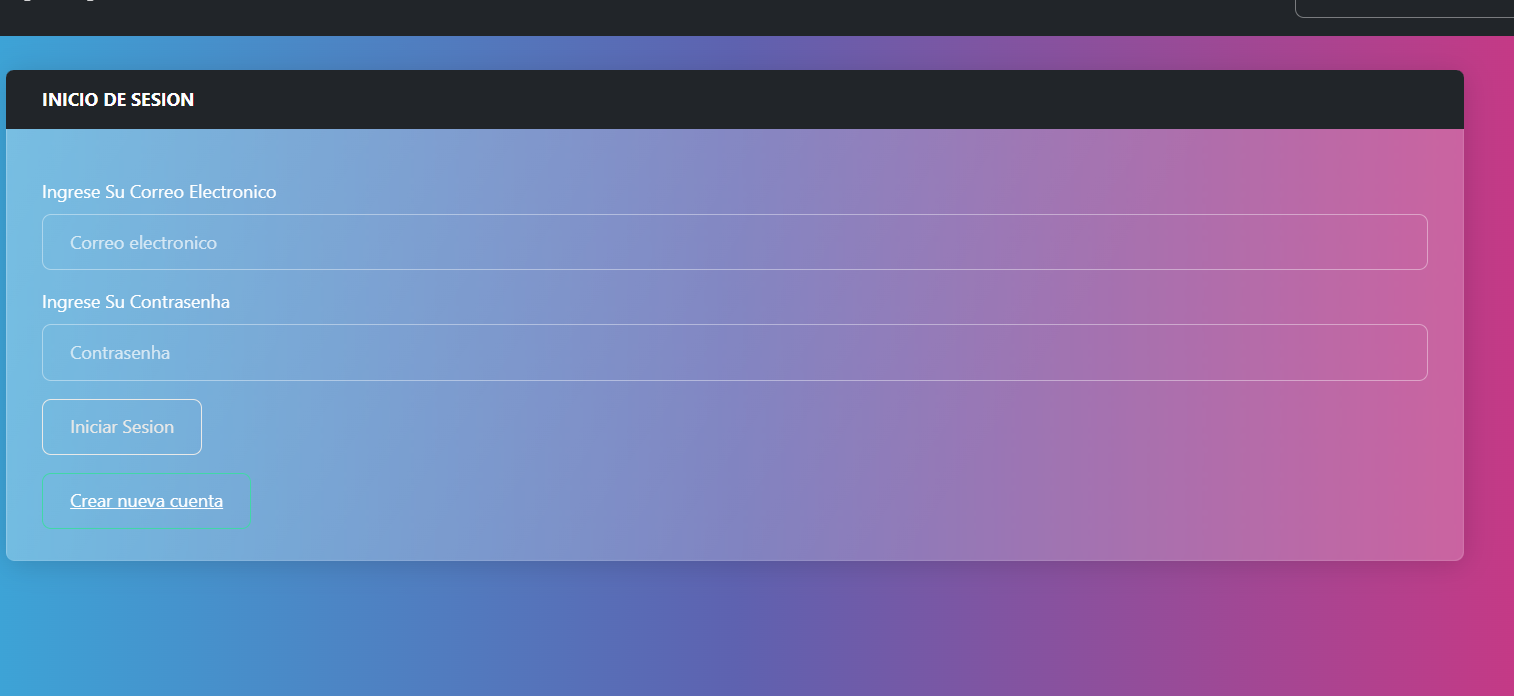 INICIO DE SESION
Ingrese Su Correo Electronico
Correo electronico
Ingrese Su Contrasenha
Contrasenha
Iniciar Sesion
Crear nueva cuenta